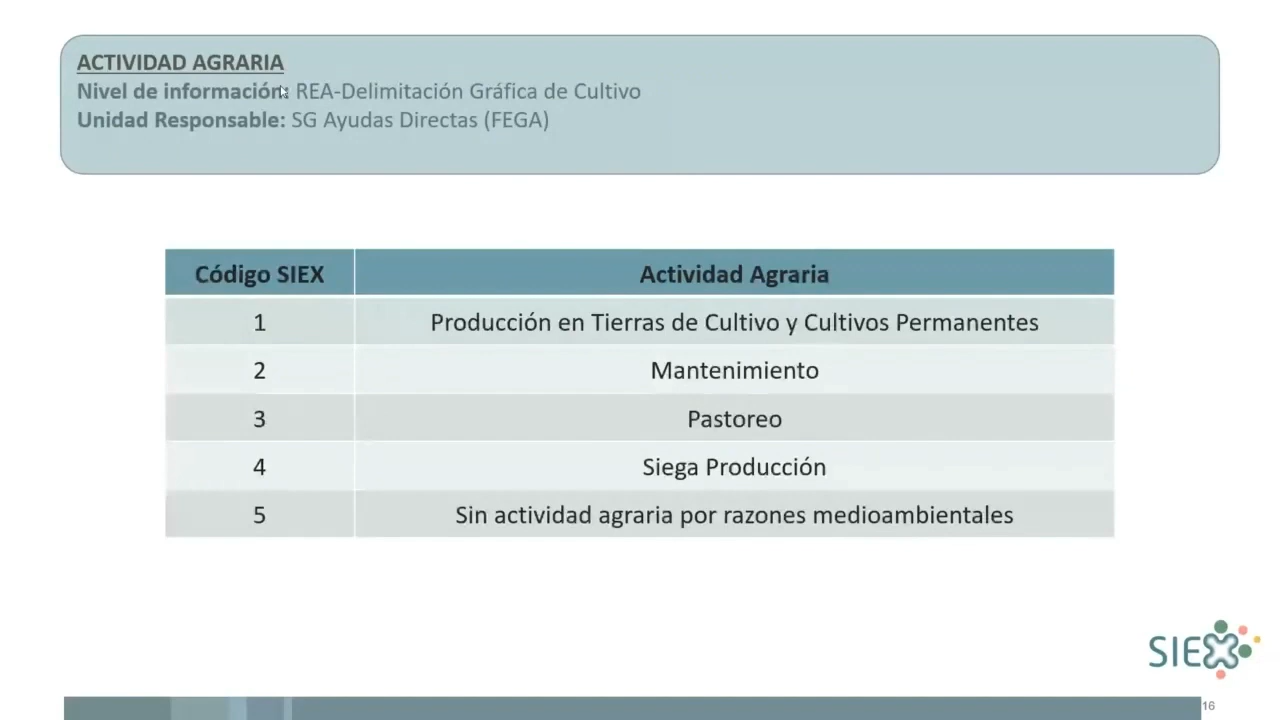 ACTIVIDAD AGRARIA
Nivel de información: REA-Delimitación Gráfica de Cultivo
Unidad Responsable: SG Ayudas Directas (FEGA)
Código SIEX Actividad Agraria
1 Producción en Tierras de Cultivo y Cultivos Permanentes
2 Mantenimiento
3 Pastoreo
4 Siega Producción
5 Sin actividad agraria por razones medioambientales
SIEX
16